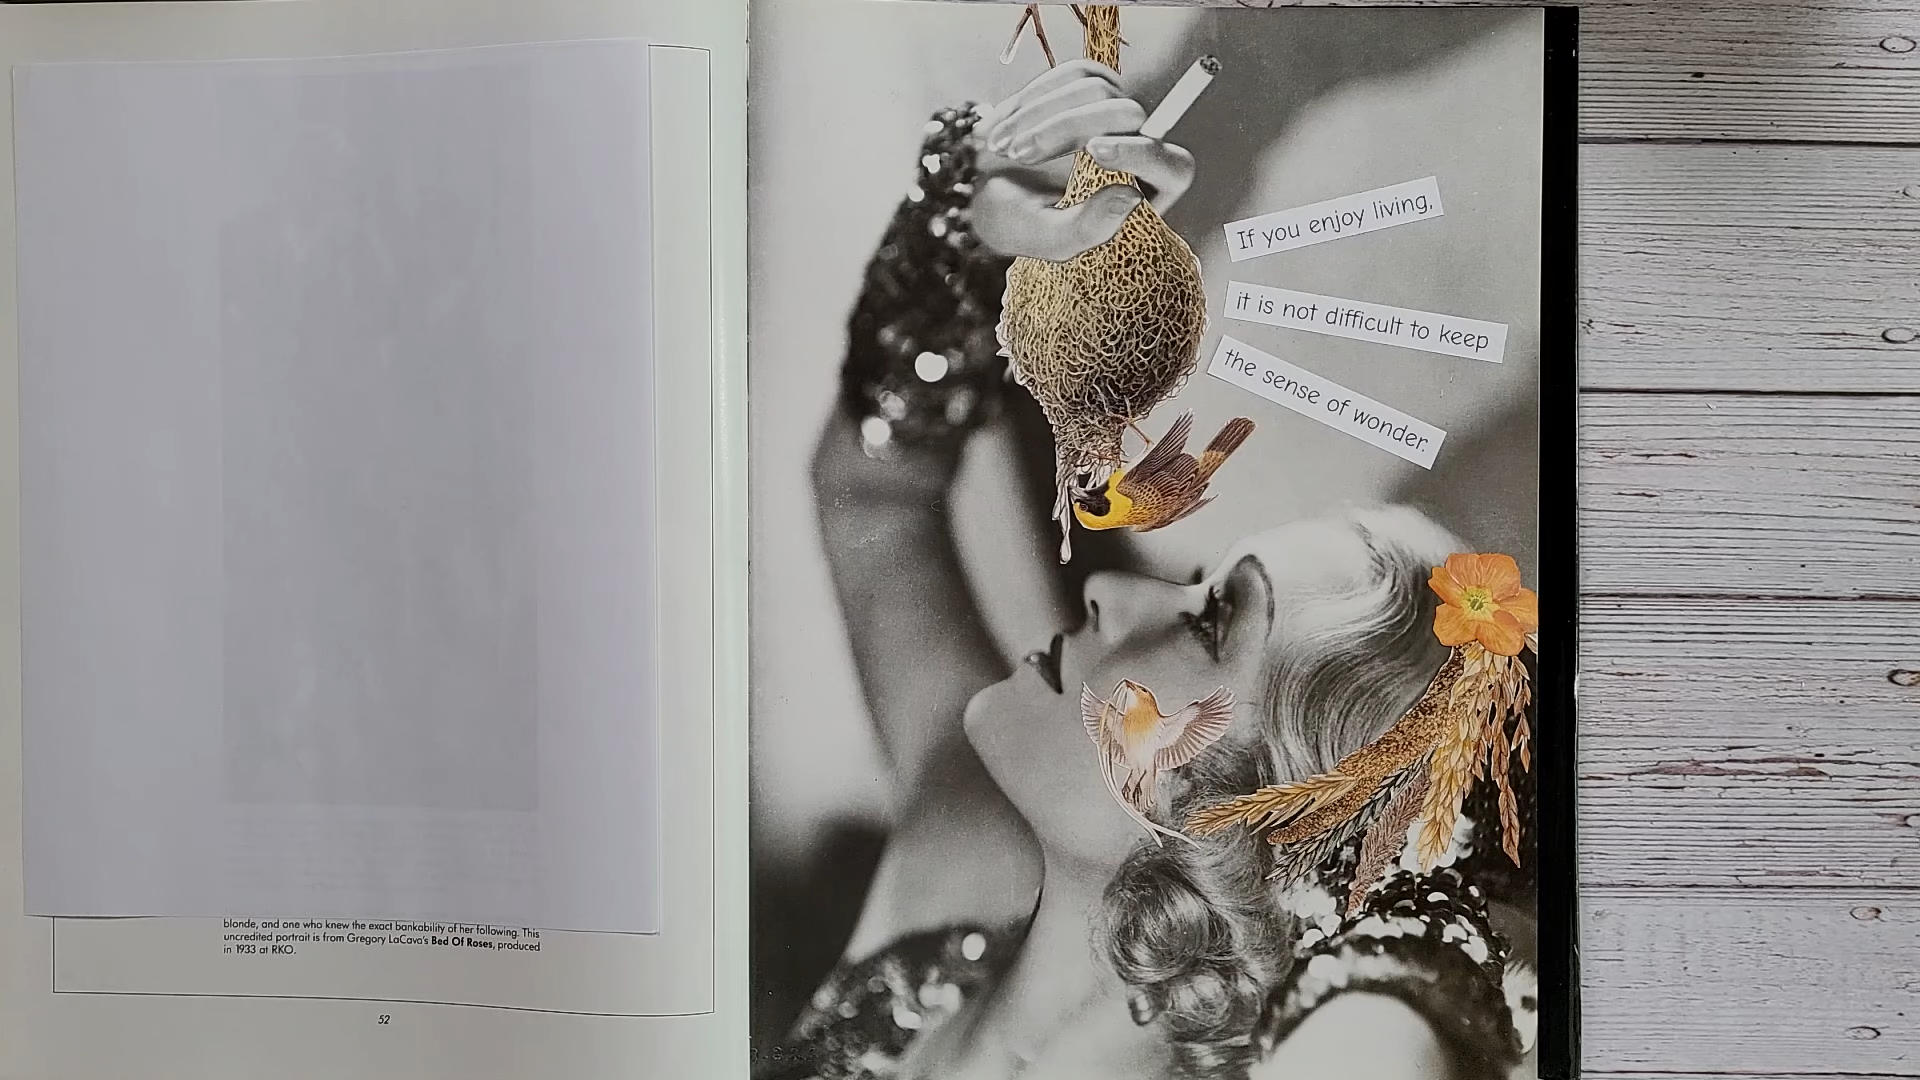 blonde, and one who knew the exact bankability of her following. This
uncredited portrait is from Gregory LaCava's Bed Of Roses, produced
in 1933 at RKO.
52
If you enjoy living,
it is not difficult to keep
the sense of wonder.